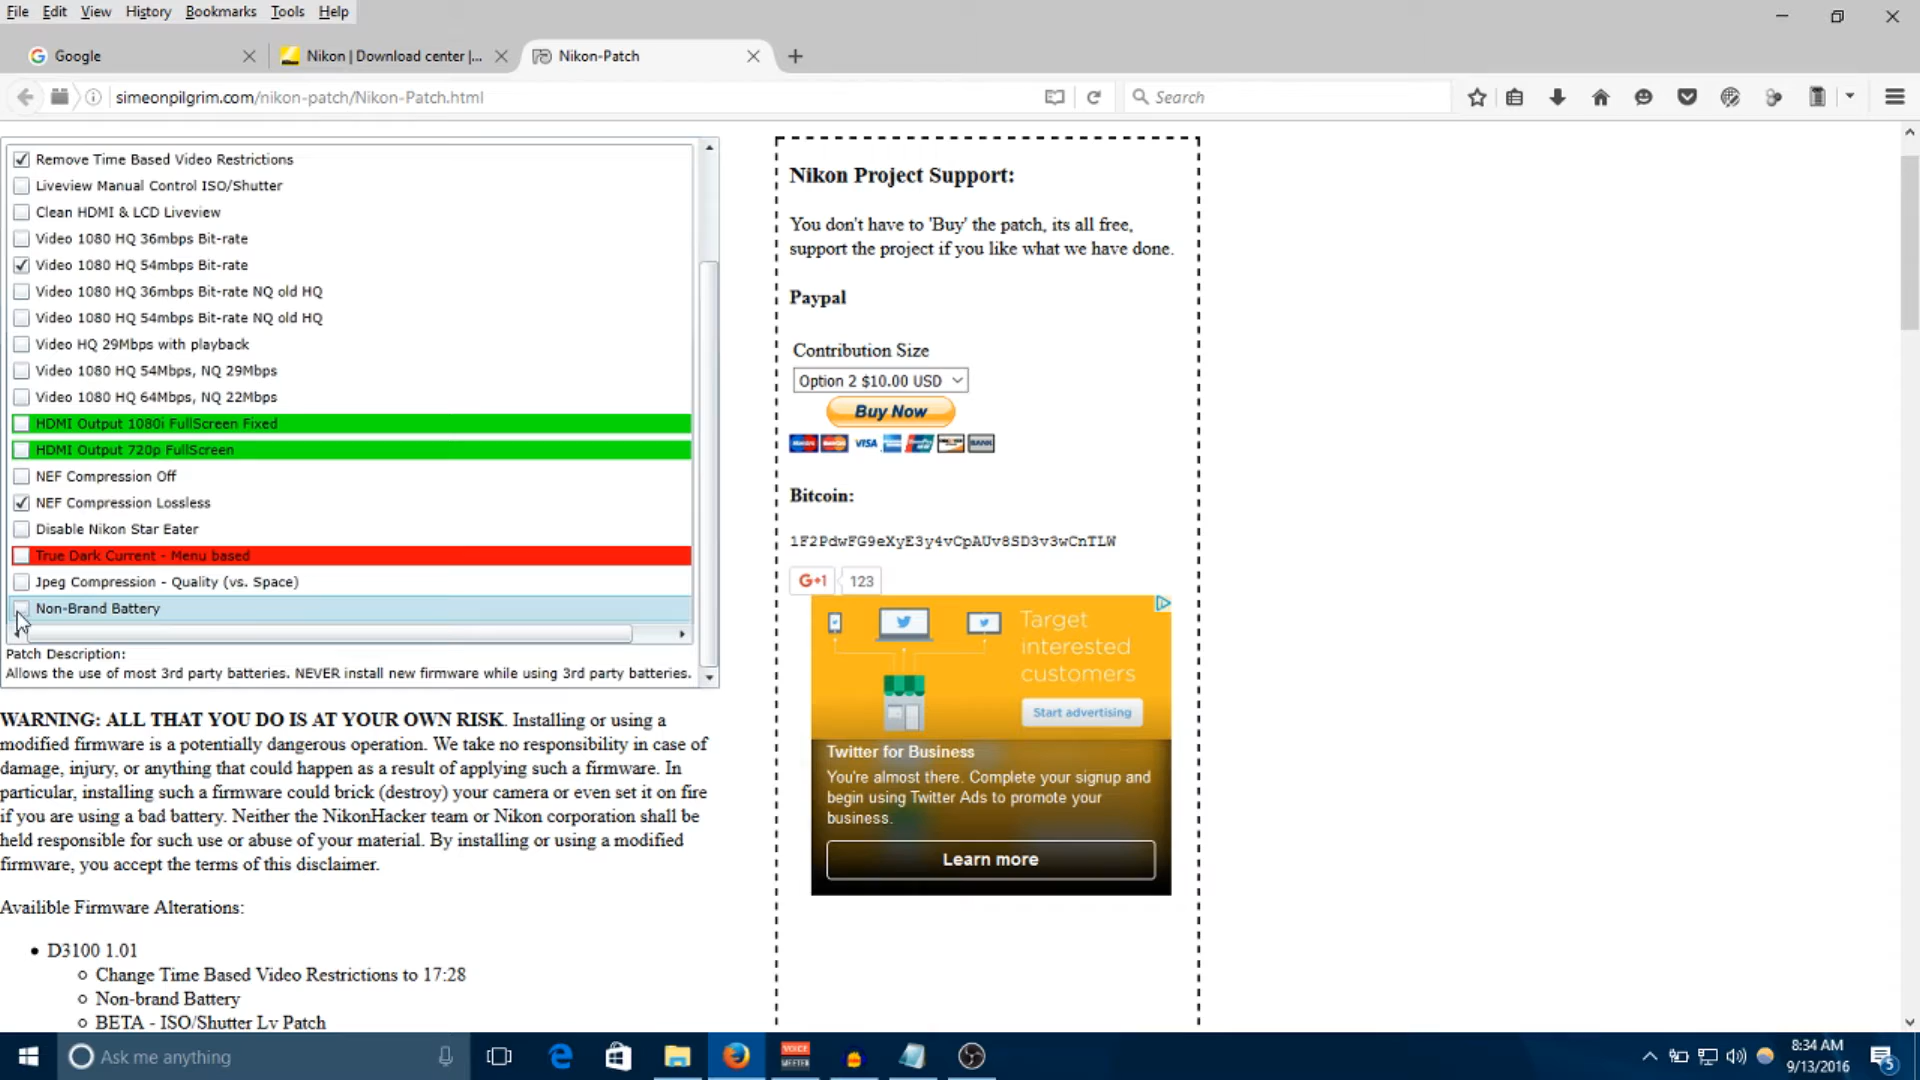 File Edit View History Bookmarks Tools Help
Google
Nikon | Download center |...
Nikon-Patch
simeonpilgrim.com/nikon-patch/Nikon-Patch.html
Search
Remove Time Based Video Restrictions
Liveview Manual Control ISO/Shutter
Clean HDMI & LCD Liveview
Video 1080 HQ 36mbps Bit-rate
Video 1080 HQ 54mbps Bit-rate
Video 1080 HQ 36mbps Bit-rate NQ old HQ
Video 1080 HQ 54mbps Bit-rate NQ old HQ
Video HQ 29Mbps with playback
Video 1080 HQ 54Mbps, NQ 29Mbps
Video 1080 HQ 64Mbps, NQ 22Mbps
HDMI Output 1080i FullScreen Fixed
HDMI Output 720p FullScreen
NEF Compression Off
NEF Compression Lossless
Disable Nikon Star Eater
True Dark Current - Menu based
Jpeg Compression - Quality (vs. Space)
Non-Brand Battery
Patch Description:
Allows the use of most 3rd party batteries. NEVER install new firmware while using 3rd party batteries.
WARNING: ALL THAT YOU DO IS AT YOUR OWN RISK. Installing or using a
modified firmware is a potentially dangerous operation. We take no responsibility in case of
damage, injury, or anything that could happen as a result of applying such a firmware. In
particular, installing such a firmware could brick (destroy) your camera or even set it on fire
if you are using a bad battery. Neither the NikonHacker team or Nikon corporation shall be
held responsible for such use or abuse of your material. By installing or using a modified
firmware, you accept the terms of this disclaimer.
Availible Firmware Alterations:
D3100 1.01
Change Time Based Video Restrictions to 17:28
Non-brand Battery
BETA - ISO/Shutter Lv Patch
Nikon Project Support:
You don't have to 'Buy' the patch, its all free,
support the project if you like what we have done.
Paypal
Contribution Size
Option 2 $10.00 USD
Buy Now
VISA
BANK
Bitcoin:
1F2PdwFG9eXyE3y4vCpAUv8SD3v3wCnTLW
G+1 123
Target
interested
customers
Start advertising
Twitter for Business
You're almost there. Complete your signup and
begin using Twitter Ads to promote your
business.
Learn more
Ask me anything
VOICE
MEETER
8:34 AM
9/13/2016
5